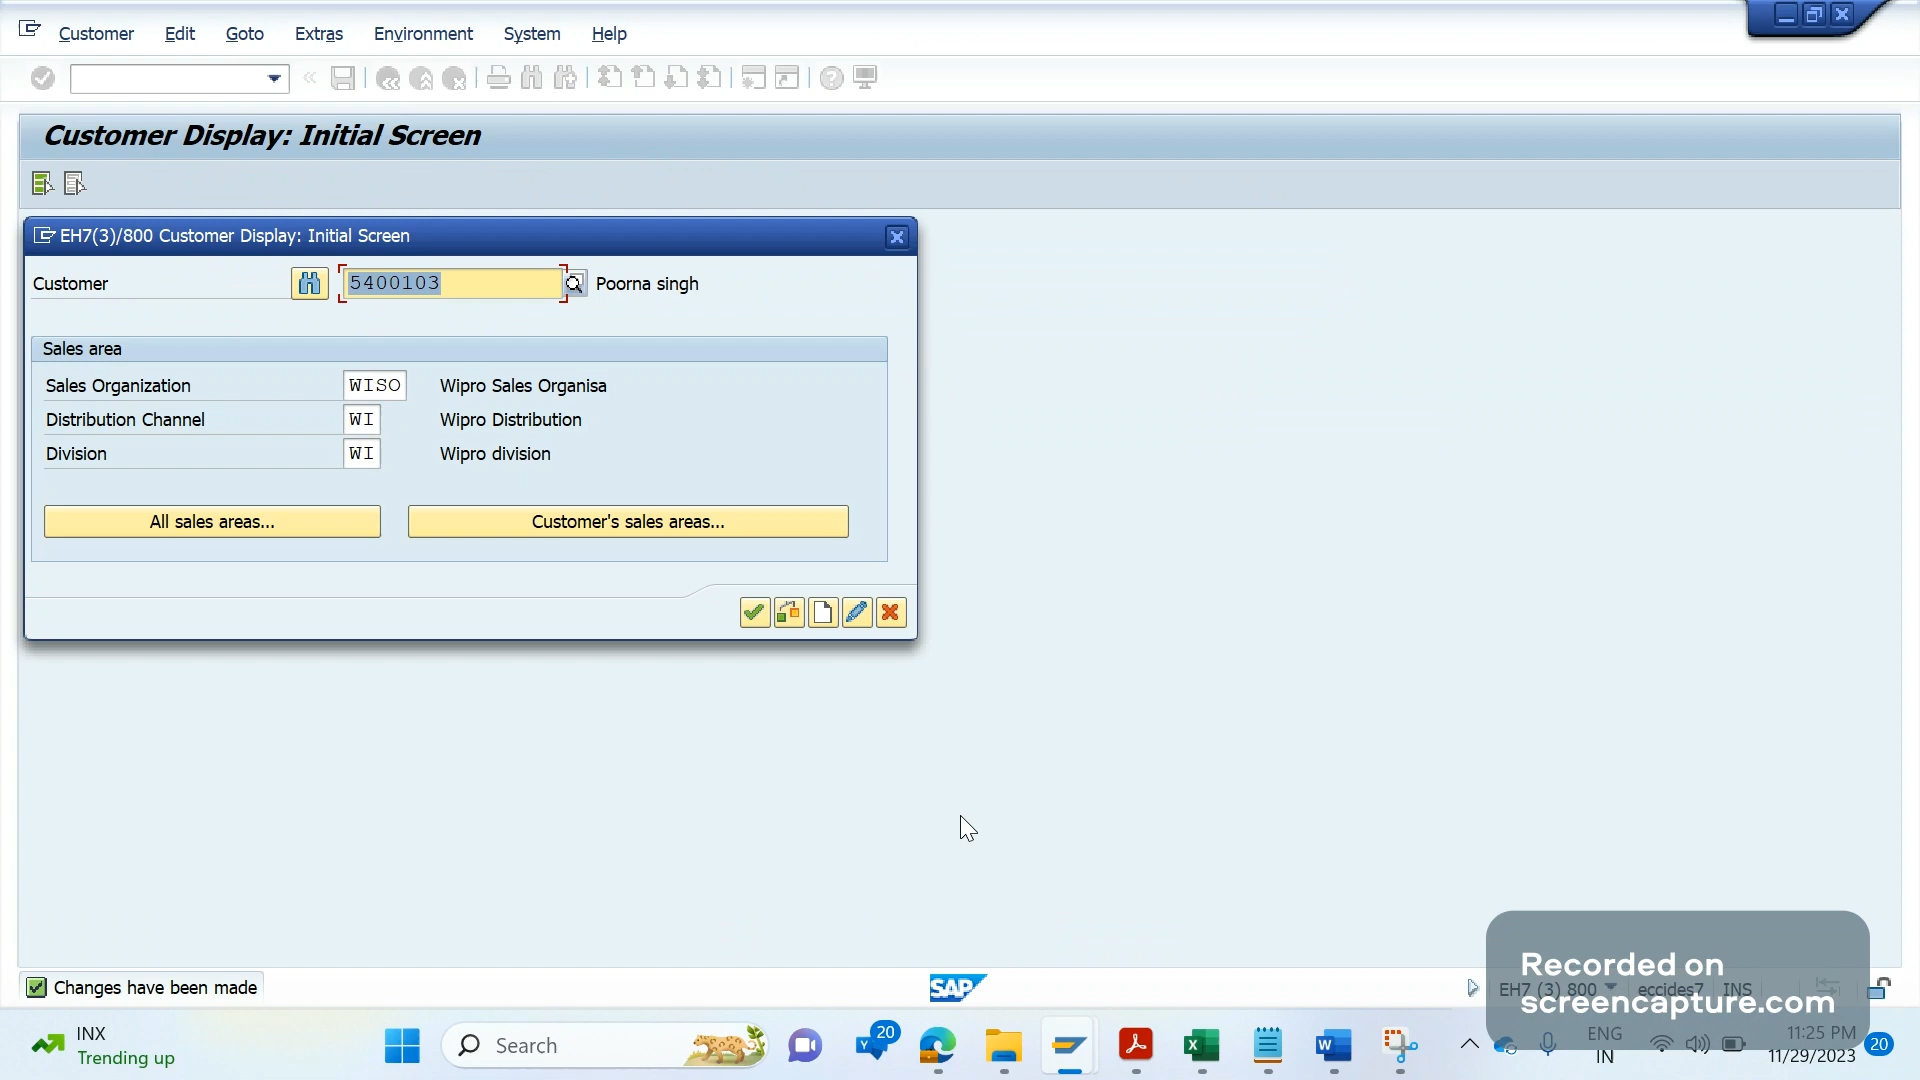 Customer Edit Goto Extras Environment System Help
Customer Display: Initial Screen
EH7(3)/800 Customer Display: Initial Screen
Customer 5400103 Poorna singh
Sales area
Sales Organization WISO Wipro Sales Organisa
Distribution Channel WI Wipro Distribution
Division WI Wipro division
All sales areas... Customer's sales areas...
Changes have been made
SAP
EH7 (3) 800 eccides7 INS
Recorded on
screencapture.com
INX
Trending up
Search
20
ENG
IN
11:25 PM
11/29/2023
20